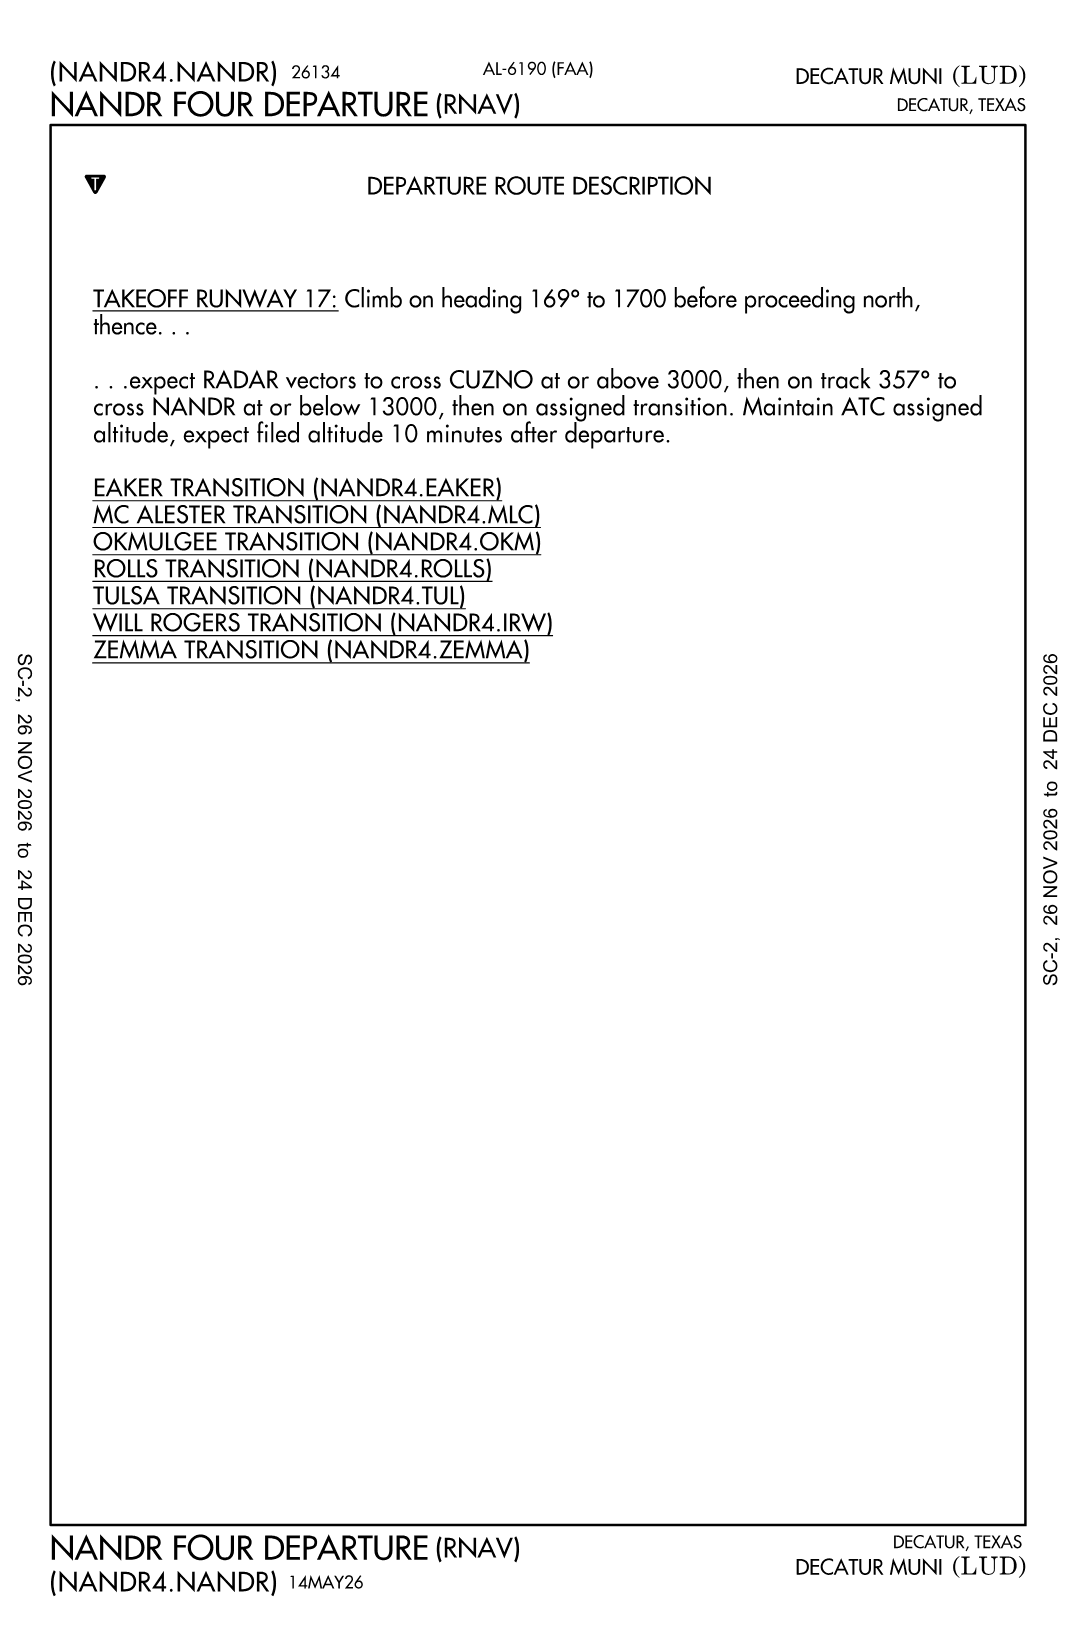 (NANDR4.NANDR) 26134
AL-6190 (FAA)
DECATUR MUNI (LUD)
NANDR FOUR DEPARTURE (RNAV)
DECATUR, TEXAS
T
DEPARTURE ROUTE DESCRIPTION
TAKEOFF RUNWAY 17: Climb on heading 169° to 1700 before proceeding north,
thence. . .
. . .expect RADAR vectors to cross CUZNO at or above 3000, then on track 357° to
cross NANDR at or below 13000, then on assigned transition. Maintain ATC assigned
altitude, expect filed altitude 10 minutes after departure.
EAKER TRANSITION (NANDR4.EAKER)
MC ALESTER TRANSITION (NANDR4.MLC)
OKMULGEE TRANSITION (NANDR4.OKM)
ROLLS TRANSITION (NANDR4.ROLLS)
TULSA TRANSITION (NANDR4.TUL)
WILL ROGERS TRANSITION (NANDR4.IRW)
ZEMMA TRANSITION (NANDR4.ZEMMA)
SC-2, 26 NOV 2026 to 24 DEC 2026
SC-2, 26 NOV 2026 to 24 DEC 2026
NANDR FOUR DEPARTURE (RNAV)
DECATUR, TEXAS
(NANDR4.NANDR) 14MAY26
DECATUR MUNI (LUD)